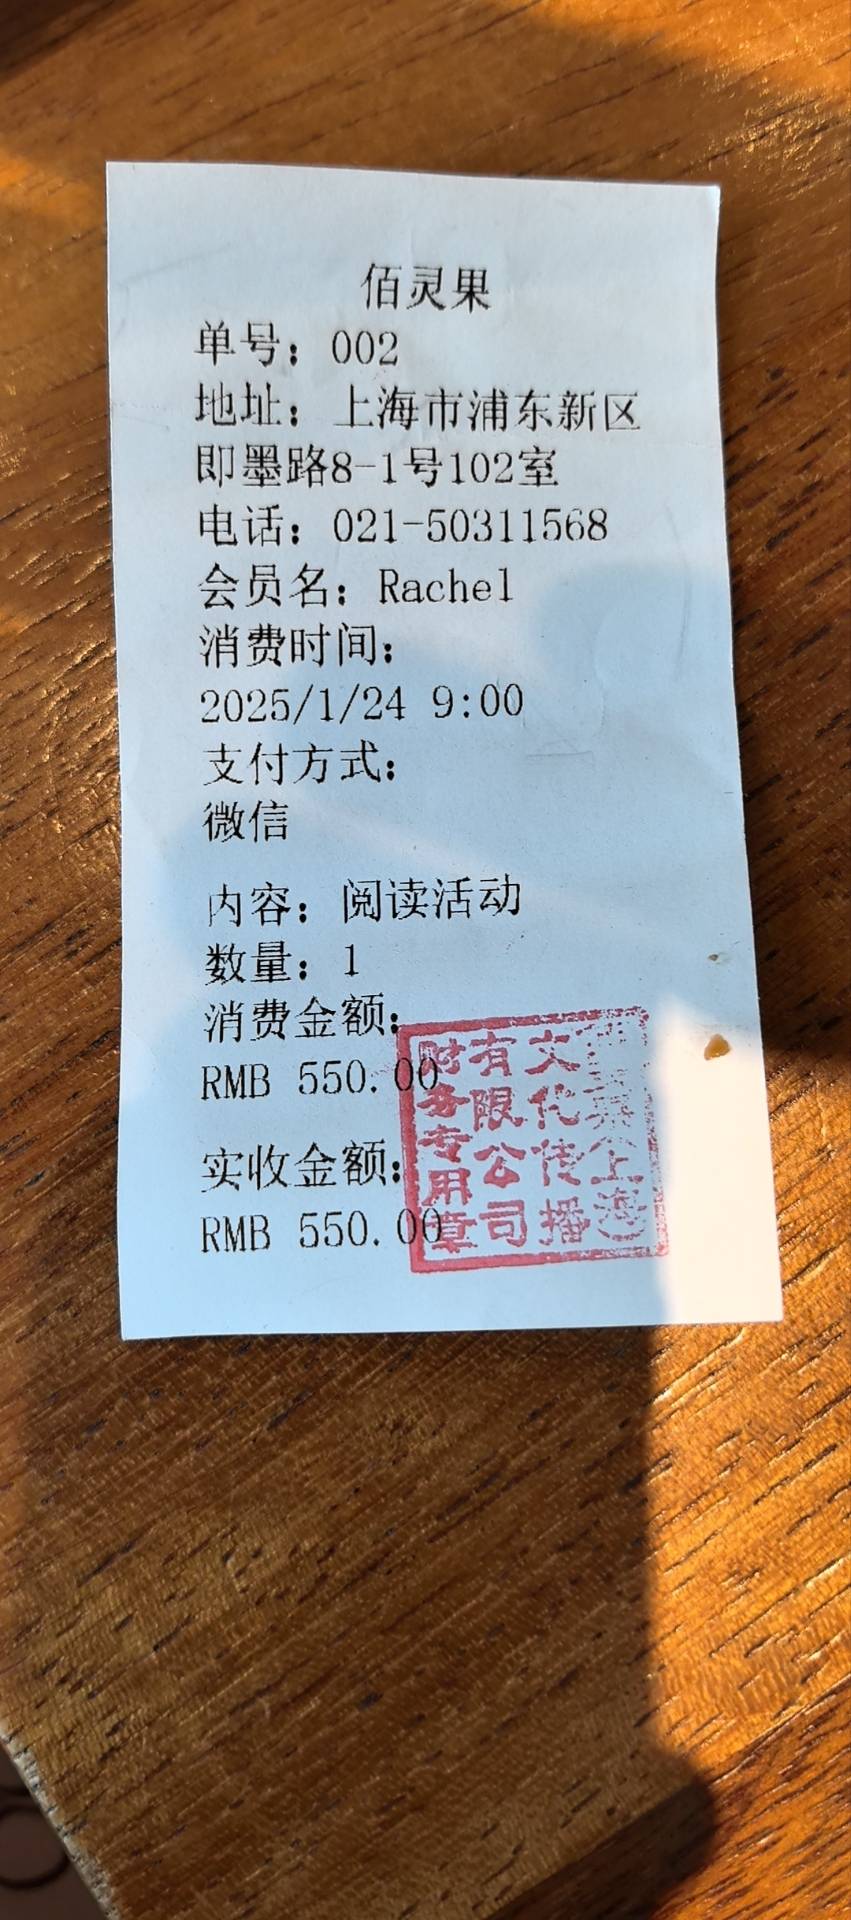 佰灵果
单号：002
地址：上海市浦东新区
即墨路8-1号102室
电话：021-50311568
会员名：Rachel
消费时间：
2025/1/24 9:00
支付方式：
微信
内容：阅读活动
数量：1
消费金额：
RMB 550.00
实收金额：
RMB 550.00
果（上海）
文化传播
有限公司
财务专用章